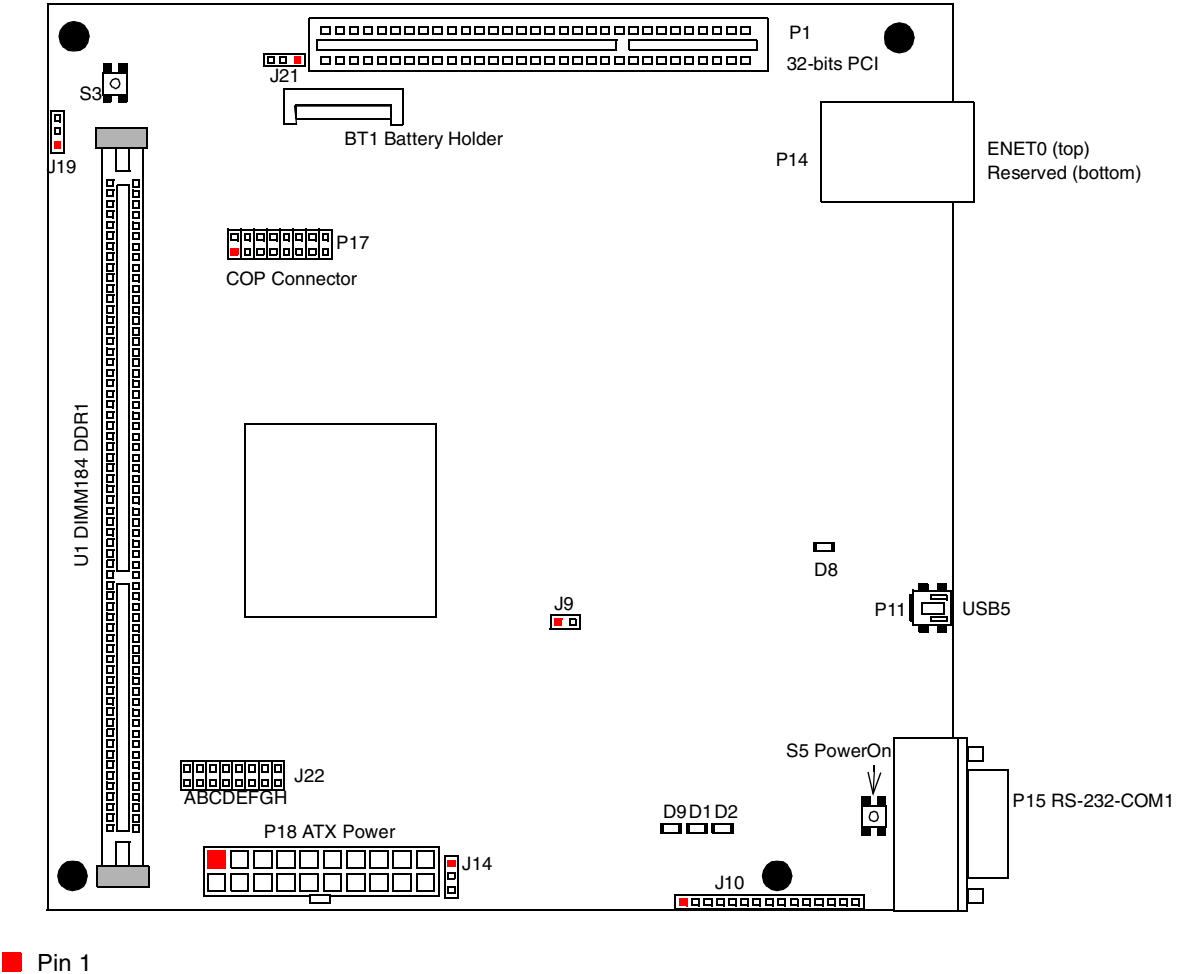 P1
32-bits PCI
J21
S3
BT1 Battery Holder
ENET0 (top)
P14
Reserved (bottom)
J19
P17
COP Connector
U1 DIMM184 DDR1
D8
J9
P11
USB5
S5 PowerOn
J22
ABCDEFGH
P15 RS-232-COM1
D9 D1 D2
P18 ATX Power
J14
J10
Pin 1